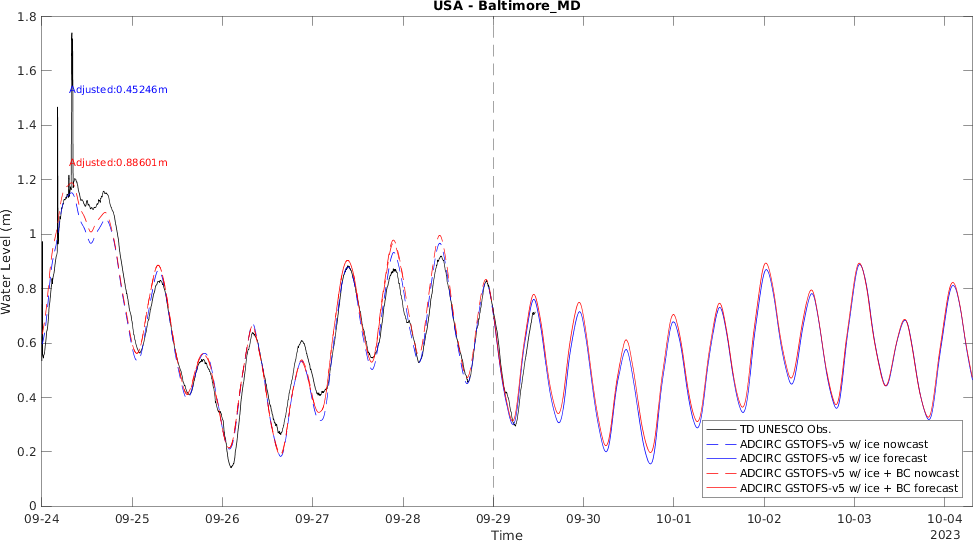 USA - Baltimore_MD
1.8
1.6
1.4
1.2
1
0.8
0.6
0.4
0.2
0
Water Level (m)
Adjusted:0.45246m
Adjusted:0.88601m
TD UNESCO Obs.
ADCIRC GSTOFS-v5 w/ ice nowcast
ADCIRC GSTOFS-v5 w/ ice forecast
ADCIRC GSTOFS-v5 w/ ice + BC nowcast
ADCIRC GSTOFS-v5 w/ ice + BC forecast
09-24 09-25 09-26 09-27 09-28 09-29 09-30 10-01 10-02 10-03 10-04
Time
2023